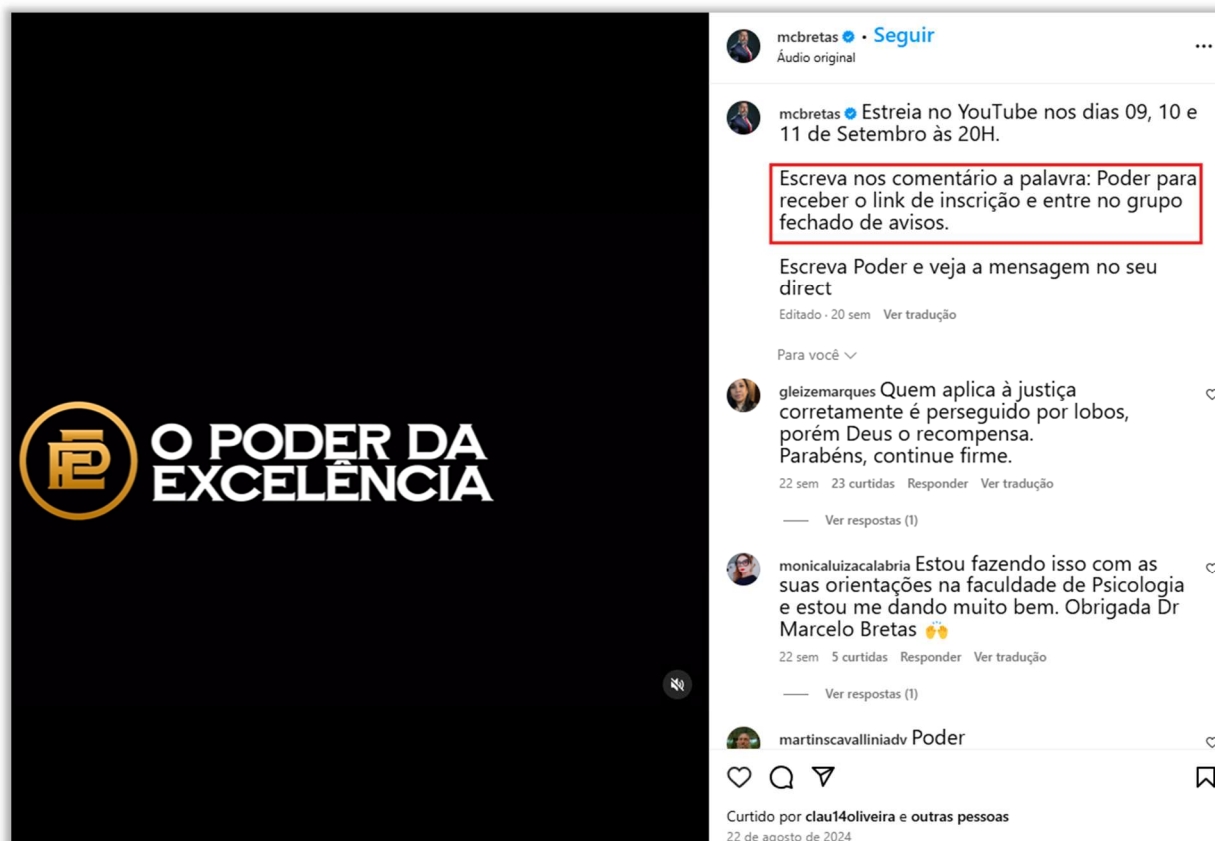 O PODER DA
EXCELÊNCIA
mcbretas • Seguir
Áudio original
mcbretas Estreia no YouTube nos dias 09, 10 e
11 de Setembro às 20H.
Escreva nos comentário a palavra: Poder para
receber o link de inscrição e entre no grupo
fechado de avisos.
Escreva Poder e veja a mensagem no seu
direct
Editado · 20 sem Ver tradução
Para você
gleizemarques Quem aplica à justiça
corretamente é perseguido por lobos,
porém Deus o recompensa.
Parabéns, continue firme.
22 sem 23 curtidas Responder Ver tradução
Ver respostas (1)
monicaluizacalabria Estou fazendo isso com as
suas orientações na faculdade de Psicologia
e estou me dando muito bem. Obrigada Dr
Marcelo Bretas 🙌
22 sem 5 curtidas Responder Ver tradução
Ver respostas (1)
martinscavalliniadv Poder
Curtido por clau14oliveira e outras pessoas
22 de agosto de 2024